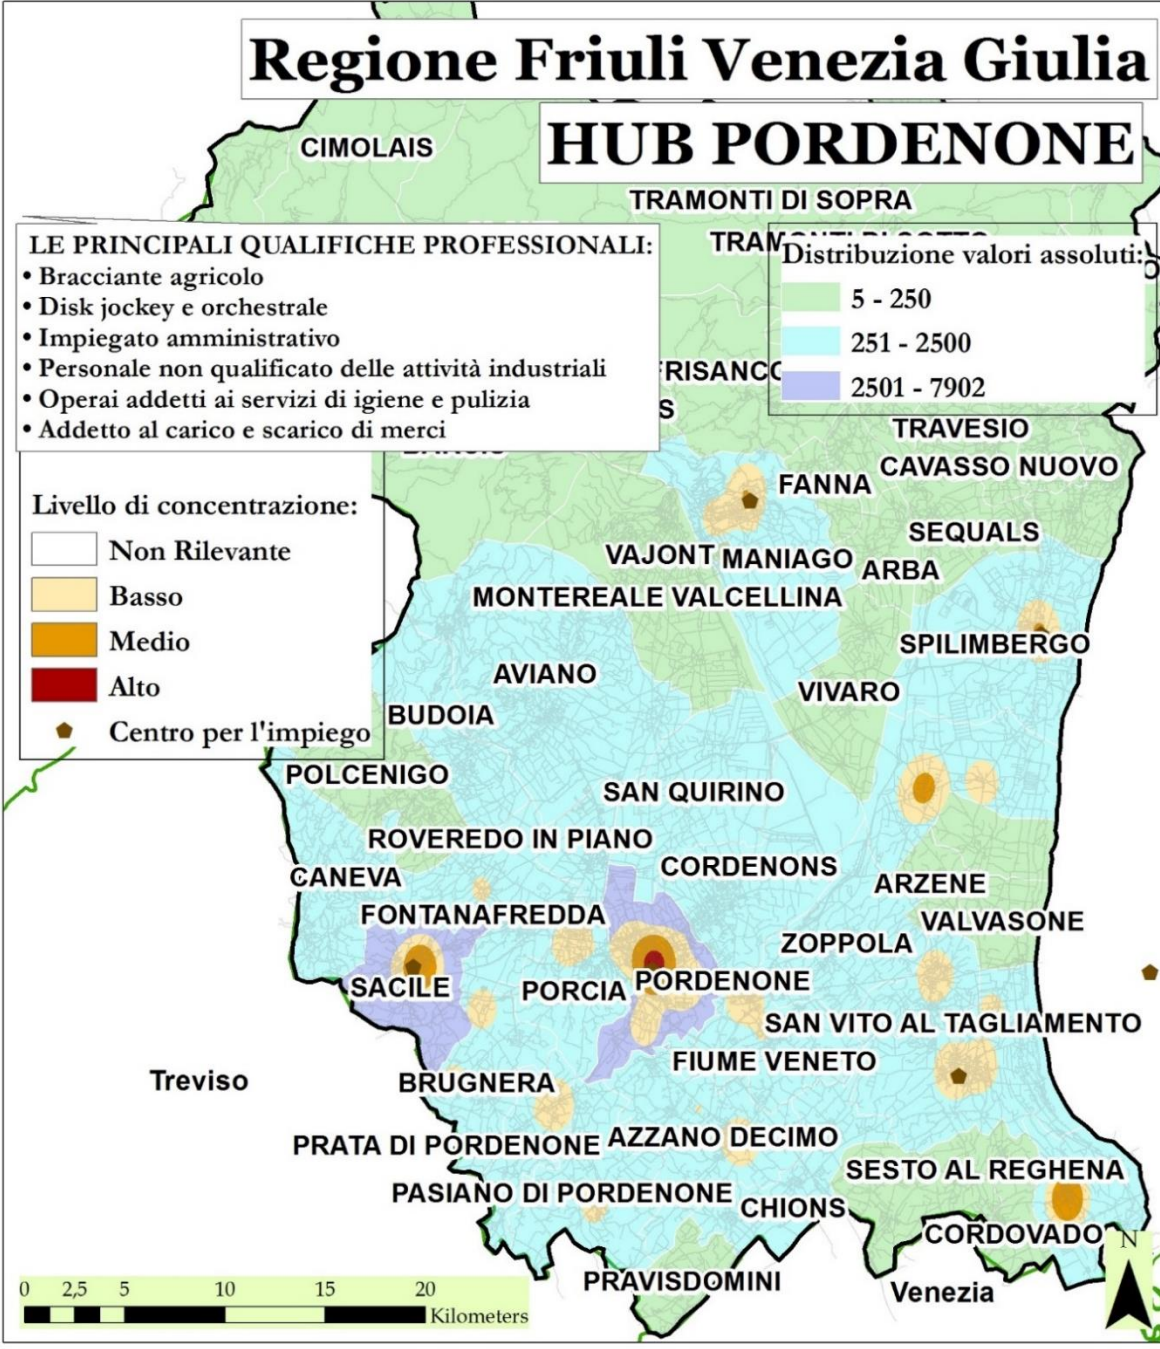 Regione Friuli Venezia Giulia
HUB PORDENONE
CIMOLAIS
TRAMONTI DI SOPRA
LE PRINCIPALI QUALIFICHE PROFESSIONALI:
• Bracciante agricolo
• Disk jockey e orchestrale
• Impiegato amministrativo
• Personale non qualificato delle attività industriali
• Operai addetti ai servizi di igiene e pulizia
• Addetto al carico e scarico di merci
Distribuzione valori assoluti:
5 - 250
251 - 2500
2501 - 7902
FRISANCO
TRAVESIO
CAVASSO NUOVO
FANNA
Livello di concentrazione:
Non Rilevante
Basso
Medio
Alto
Centro per l'impiego
SEQUALS
VAJONT
MANIAGO
ARBA
MONTEREALE VALCELLINA
SPILIMBERGO
AVIANO
VIVARO
BUDOIA
POLCENIGO
SAN QUIRINO
ROVEREDO IN PIANO
CORDENONS
CANEVA
ARZENE
FONTANAFREDDA
VALVASONE
ZOPPOLA
SACILE
PORCIA
PORDENONE
SAN VITO AL TAGLIAMENTO
FIUME VENETO
Treviso
BRUGNERA
PRATA DI PORDENONE
AZZANO DECIMO
SESTO AL REGHENA
PASIANO DI PORDENONE
CHIONS
CORDOVADO
N
PRAVISDOMINI
Venezia
0 2,5 5 10 15 20
Kilometers